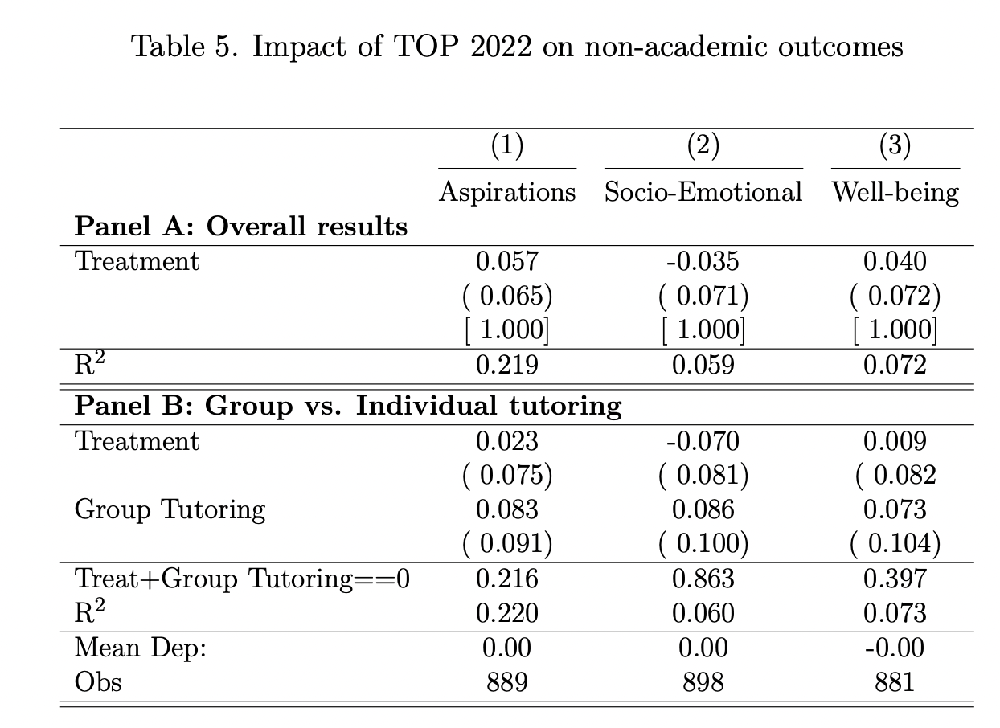 Table 5. Impact of TOP 2022 on non-academic outcomes
(1) (2) (3)
Aspirations Socio-Emotional Well-being
Panel A: Overall results
Treatment 0.057 -0.035 0.040
( 0.065) ( 0.071) ( 0.072)
[ 1.000] [ 1.000] [ 1.000]
R² 0.219 0.059 0.072
Panel B: Group vs. Individual tutoring
Treatment 0.023 -0.070 0.009
( 0.075) ( 0.081) ( 0.082
Group Tutoring 0.083 0.086 0.073
( 0.091) ( 0.100) ( 0.104)
Treat+Group Tutoring==0 0.216 0.863 0.397
R² 0.220 0.060 0.073
Mean Dep: 0.00 0.00 -0.00
Obs 889 898 881